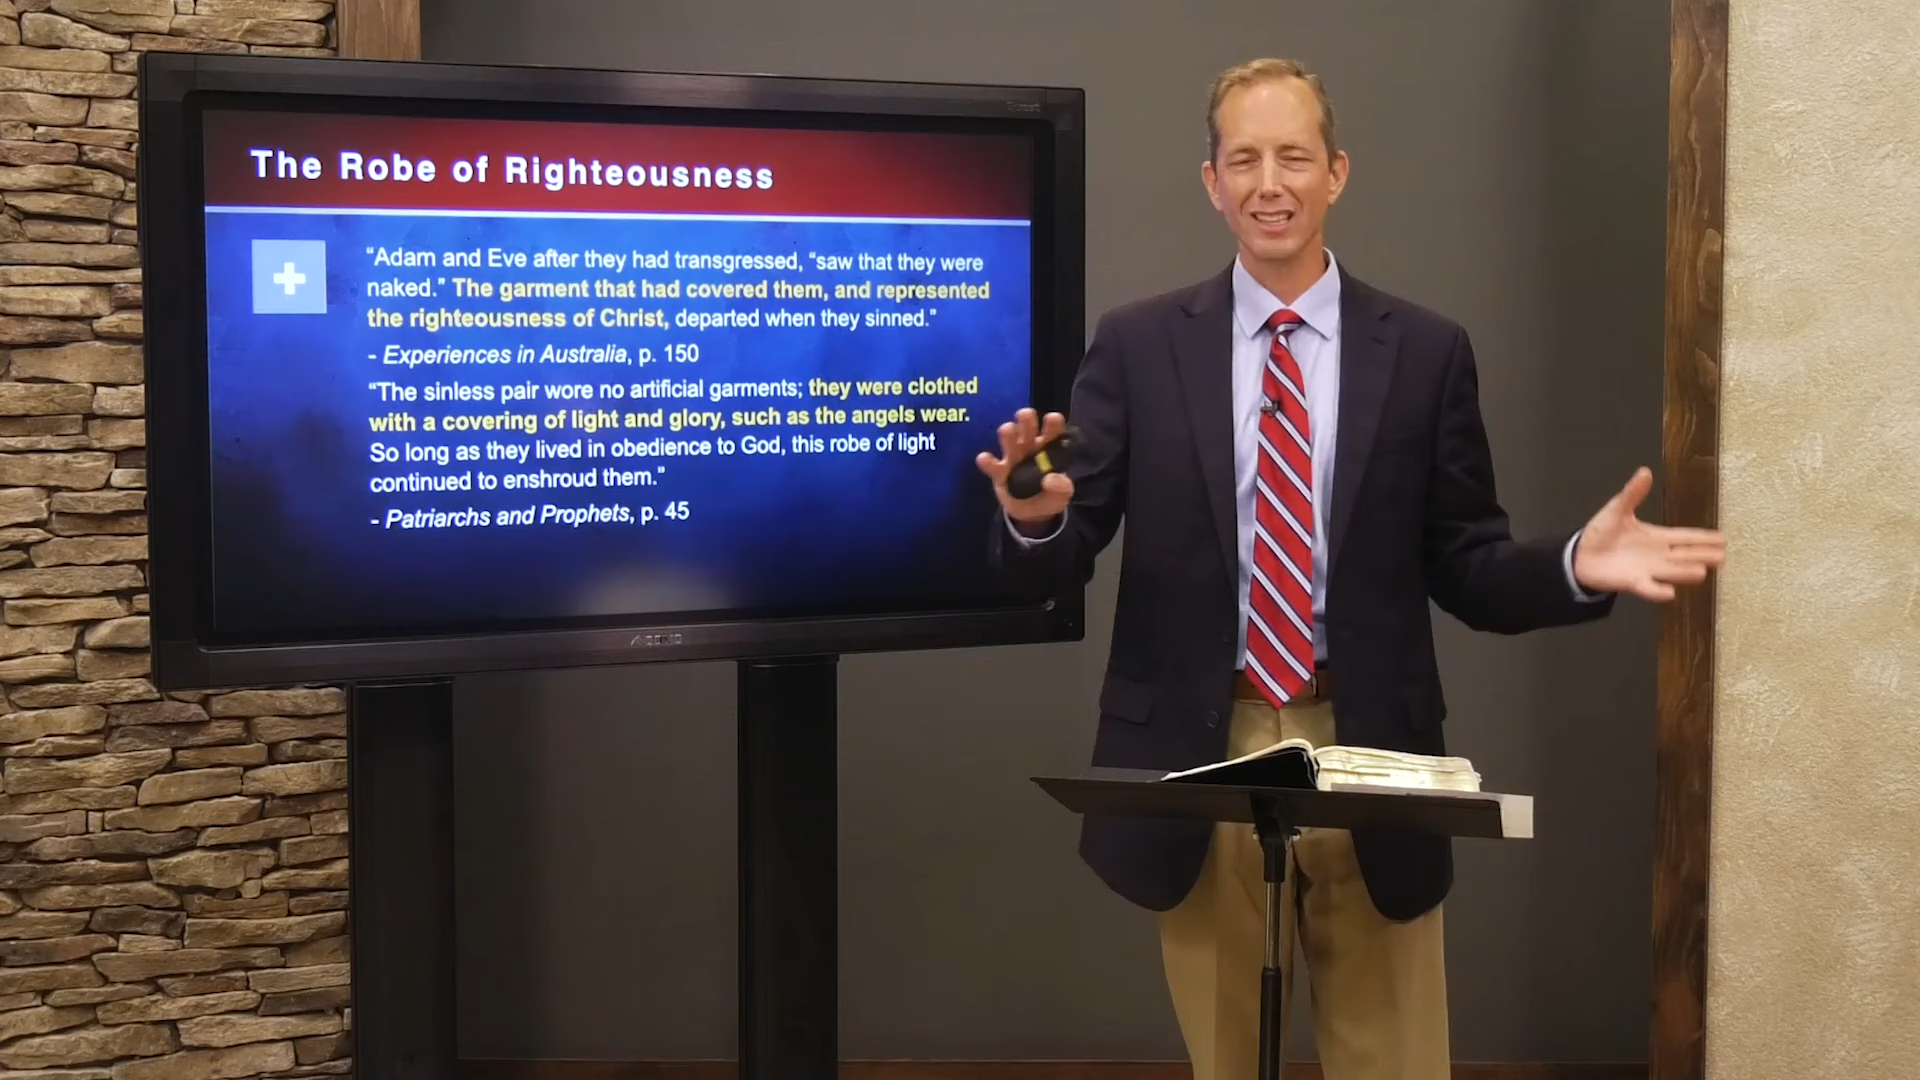 The Robe of Righteousness
“Adam and Eve after they had transgressed, “saw that they were
naked.” The garment that had covered them, and represented
the righteousness of Christ, departed when they sinned.”
- Experiences in Australia, p. 150
“The sinless pair wore no artificial garments; they were clothed
with a covering of light and glory, such as the angels wear.
So long as they lived in obedience to God, this robe of light
continued to enshroud them.”
- Patriarchs and Prophets, p. 45